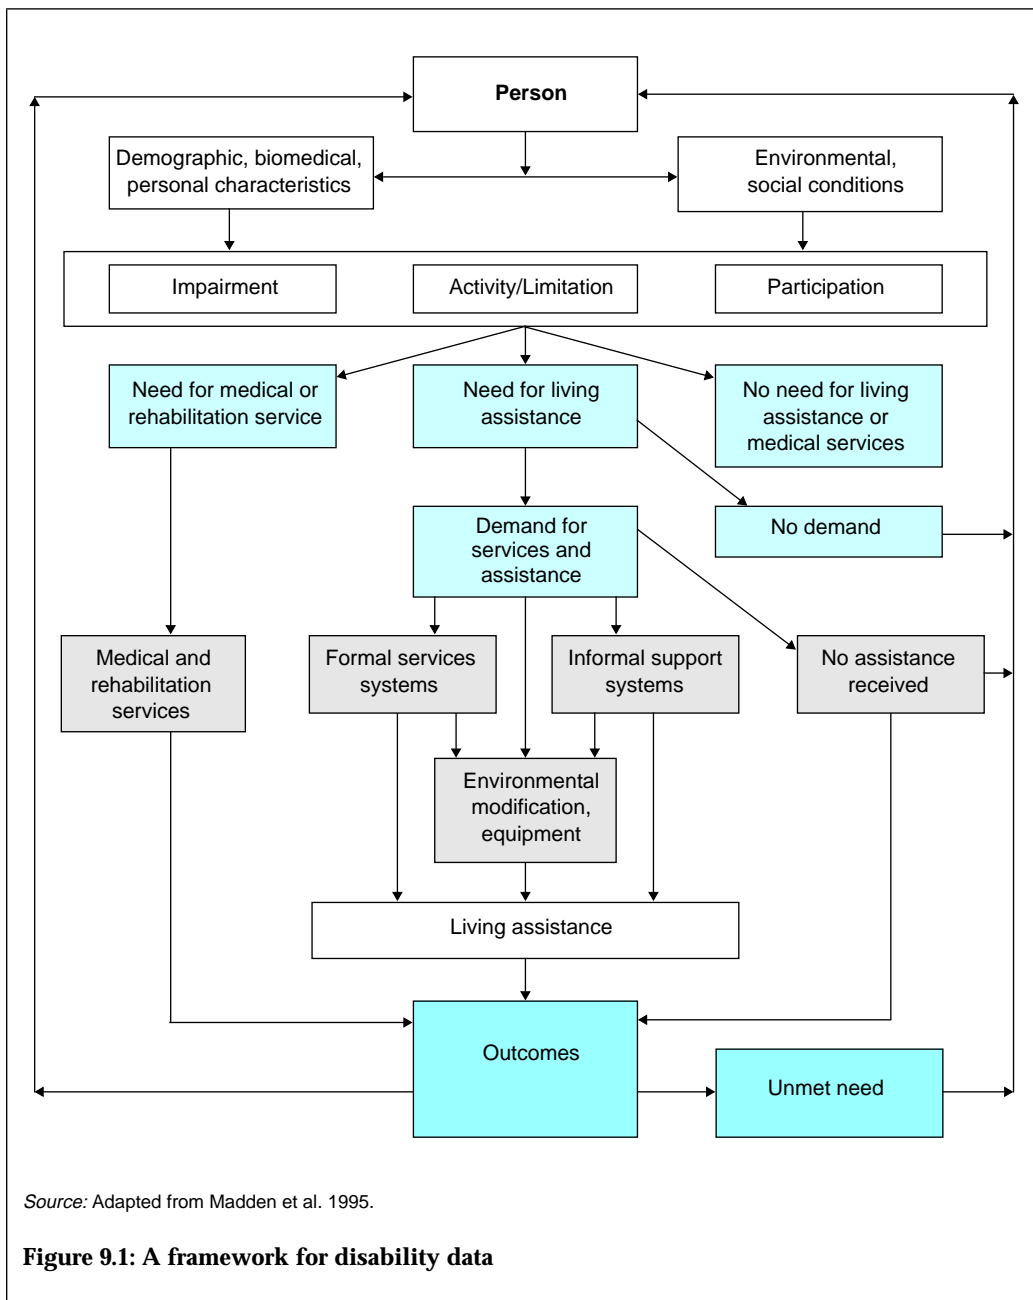 Person
Demographic, biomedical,
personal characteristics
Environmental,
social conditions
Impairment
Activity/Limitation
Participation
Need for medical or
rehabilitation service
Need for living
assistance
No need for living
assistance or
medical services
Demand for
services and
assistance
No demand
Medical and
rehabilitation
services
Formal services
systems
Informal support
systems
No assistance
received
Environmental
modification,
equipment
Living assistance
Outcomes
Unmet need
Source: Adapted from Madden et al. 1995.
Figure 9.1: A framework for disability data